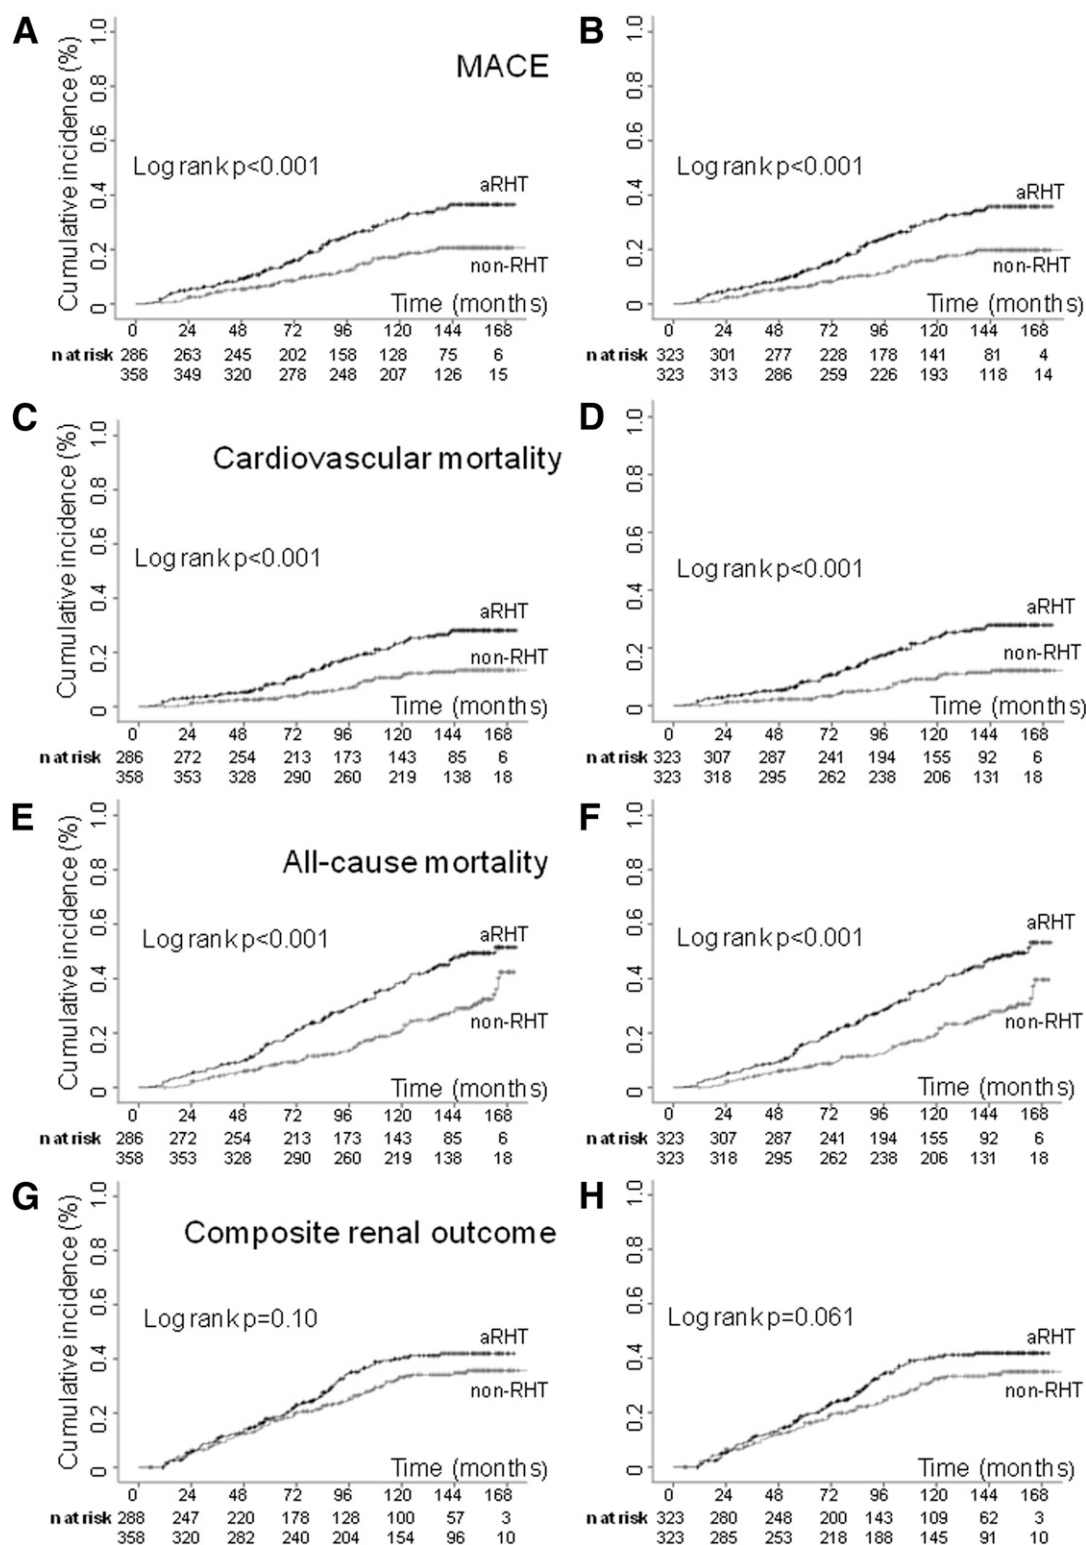 A
Cumulative incidence (%)
1.0
0.8
0.6
0.4
0.2
0
MACE
Log rank p<0.001
aRHT
non-RHT
Time (months)
0 24 48 72 96 120 144 168
n at risk 286 263 245 202 158 128 75 6
358 349 320 278 248 207 126 15
B
1.0
0.8
0.6
0.4
0.2
0
Log rank p<0.001
aRHT
non-RHT
Time (months)
0 24 48 72 96 120 144 168
n at risk 323 301 277 228 178 141 81 4
323 313 286 259 226 193 118 14
C
Cumulative incidence (%)
1.0
0.8
0.6
0.4
0.2
0
Cardiovascular mortality
Log rank p<0.001
aRHT
non-RHT
Time (months)
0 24 48 72 96 120 144 168
n at risk 286 272 254 213 173 143 85 6
358 353 328 290 260 219 138 18
D
1.0
0.8
0.6
0.4
0.2
0
Log rank p<0.001
aRHT
non-RHT
Time (months)
0 24 48 72 96 120 144 168
n at risk 323 307 287 241 194 155 92 6
323 318 295 262 238 206 131 18
E
Cumulative incidence (%)
1.0
0.8
0.6
0.4
0.2
0
All-cause mortality
Log rank p<0.001
aRHT
non-RHT
Time (months)
0 24 48 72 96 120 144 168
n at risk 286 272 254 213 173 143 85 6
358 353 328 290 260 219 138 18
F
1.0
0.8
0.6
0.4
0.2
0
Log rank p<0.001
aRHT
non-RHT
Time (months)
0 24 48 72 96 120 144 168
n at risk 323 307 287 241 194 155 92 6
323 318 295 262 238 206 131 18
G
Cumulative incidence (%)
1.0
0.8
0.6
0.4
0.2
0
Composite renal outcome
Log rank p=0.10
aRHT
non-RHT
Time (months)
0 24 48 72 96 120 144 168
n at risk 288 247 220 178 128 100 57 3
358 320 282 240 204 154 96 10
H
1.0
0.8
0.6
0.4
0.2
0
Log rank p=0.061
aRHT
non-RHT
Time (months)
0 24 48 72 96 120 144 168
n at risk 323 280 248 200 143 109 62 3
323 285 253 218 188 145 91 10